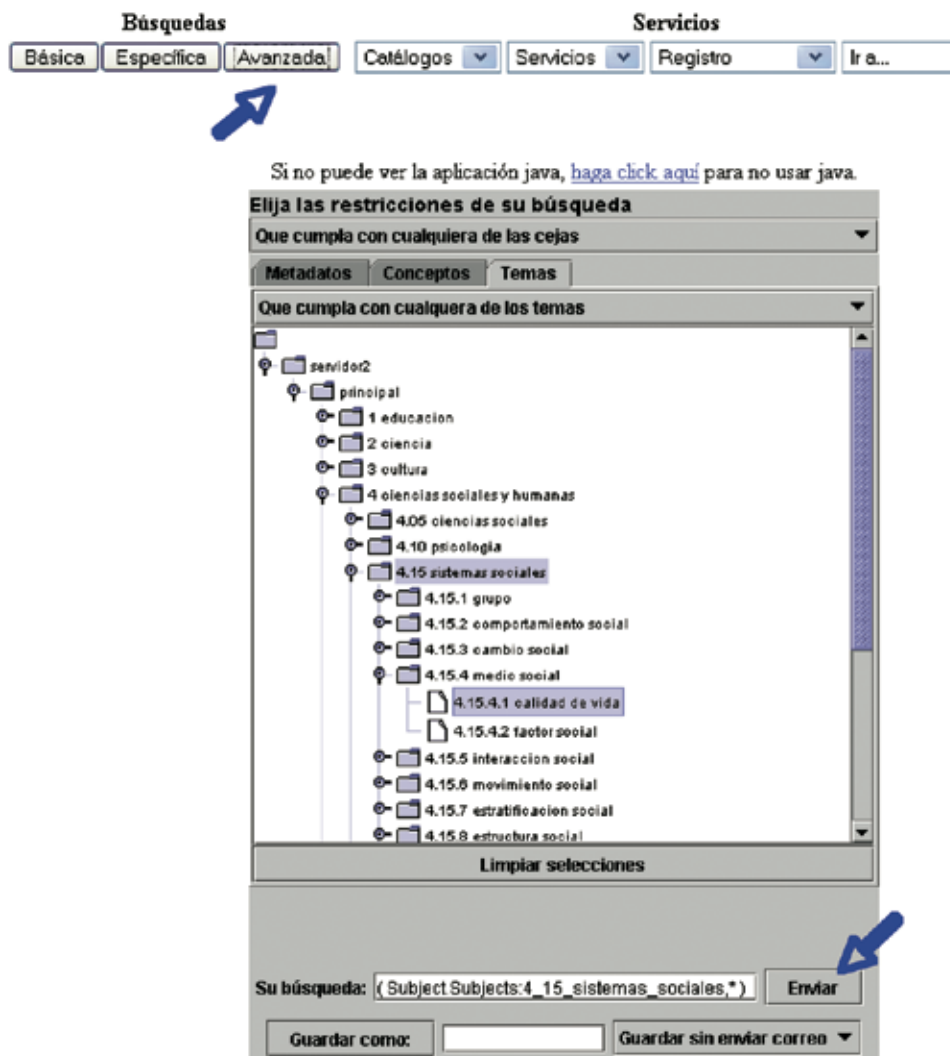 Búsquedas Servicios
Básica Específica Avanzada Catálogos Servicios Registro Ir a...
Si no puede ver la aplicación java, haga click aquí para no usar java.
Elija las restricciones de su búsqueda
Que cumpla con cualquiera de las cejas
Metadatos Conceptos Temas
Que cumpla con cualquera de los temas
servidor2
principal
1 educacion
2 ciencia
3 cultura
4 ciencias sociales y humanas
4.05 ciencias sociales
4.10 psicologia
4.15 sistemas sociales
4.15.1 grupo
4.15.2 comportamiento social
4.15.3 cambio social
4.15.4 medio social
4.15.4.1 calidad de vida
4.15.4.2 factor social
4.15.5 interaccion social
4.15.6 movimiento social
4.15.7 estratificacion social
4.15.8 estructura social
Limpiar selecciones
Su búsqueda: ( Subject Subjects:4_15_sistemas_sociales,* ) Enviar
Guardar como: Guardar sin enviar correo